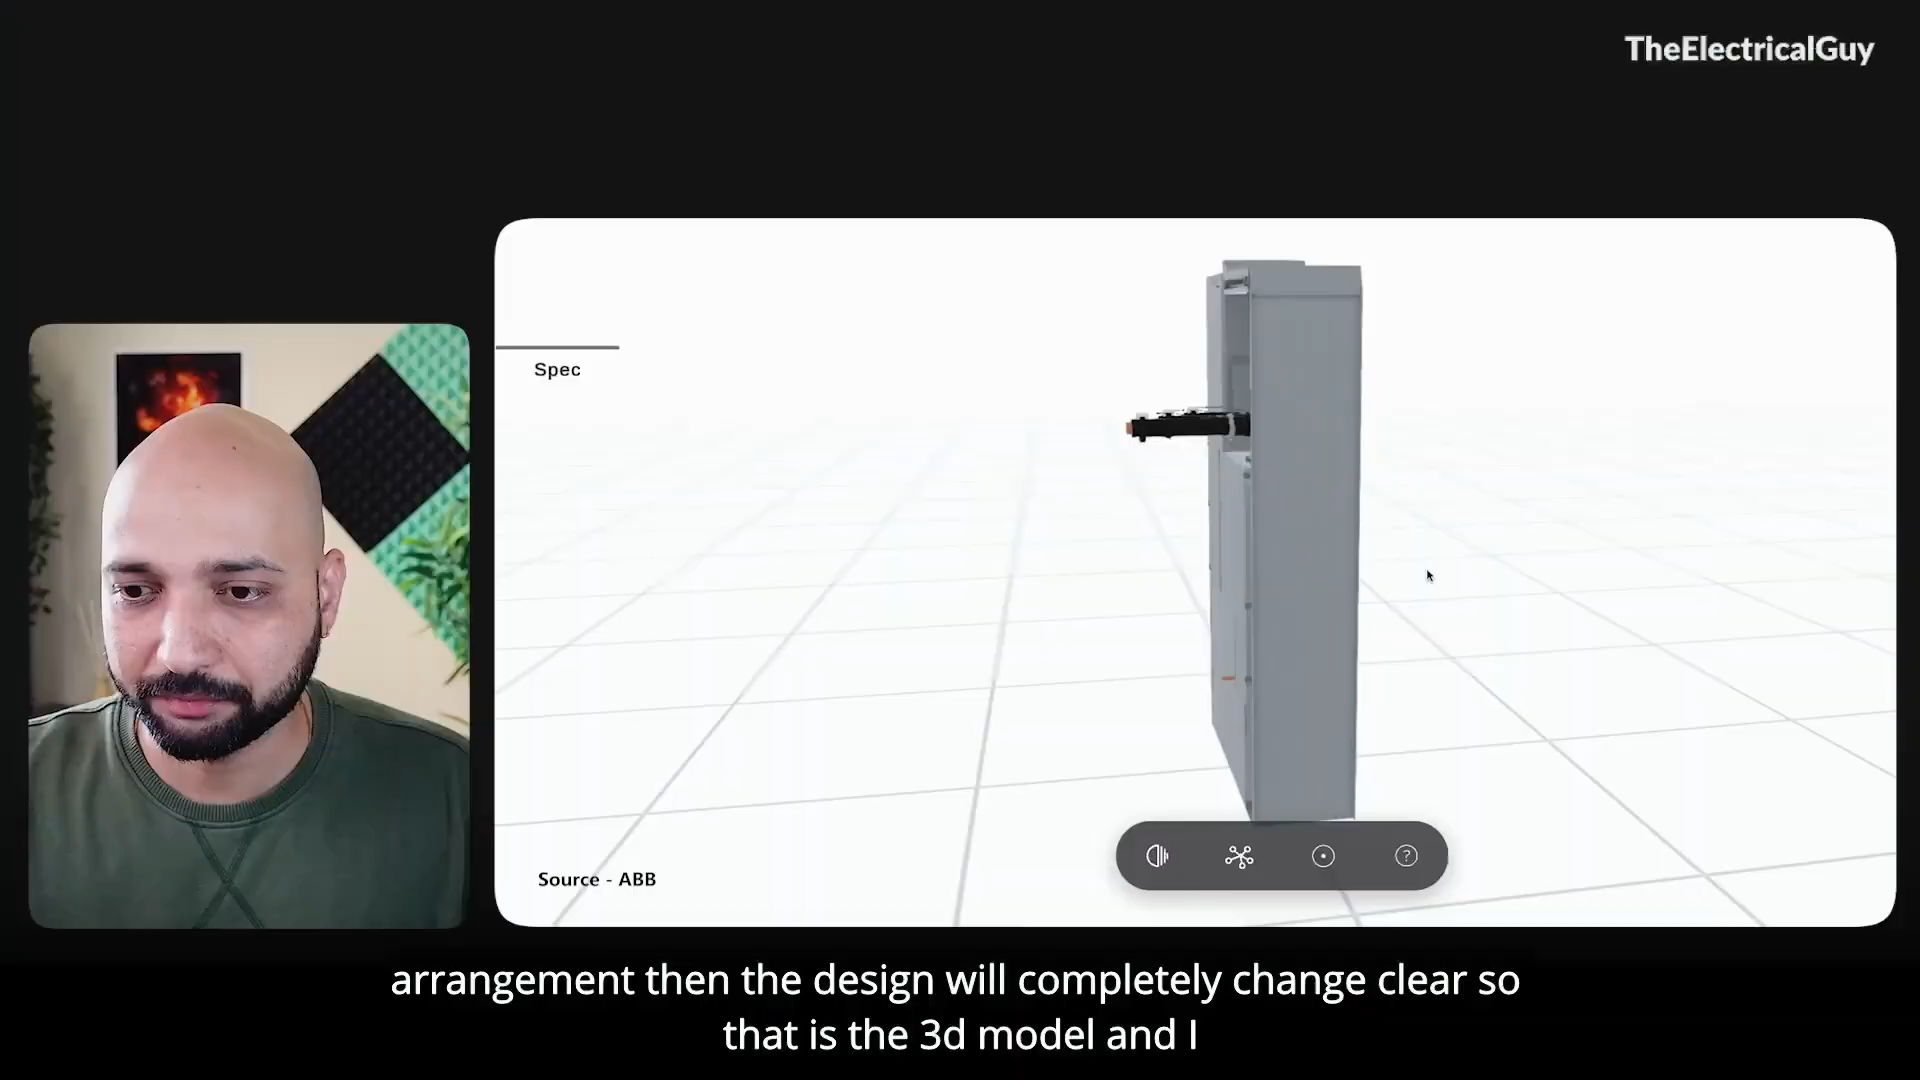 TheElectricalGuy
Spec
Source - ABB
arrangement then the design will completely change clear so
that is the 3d model and I